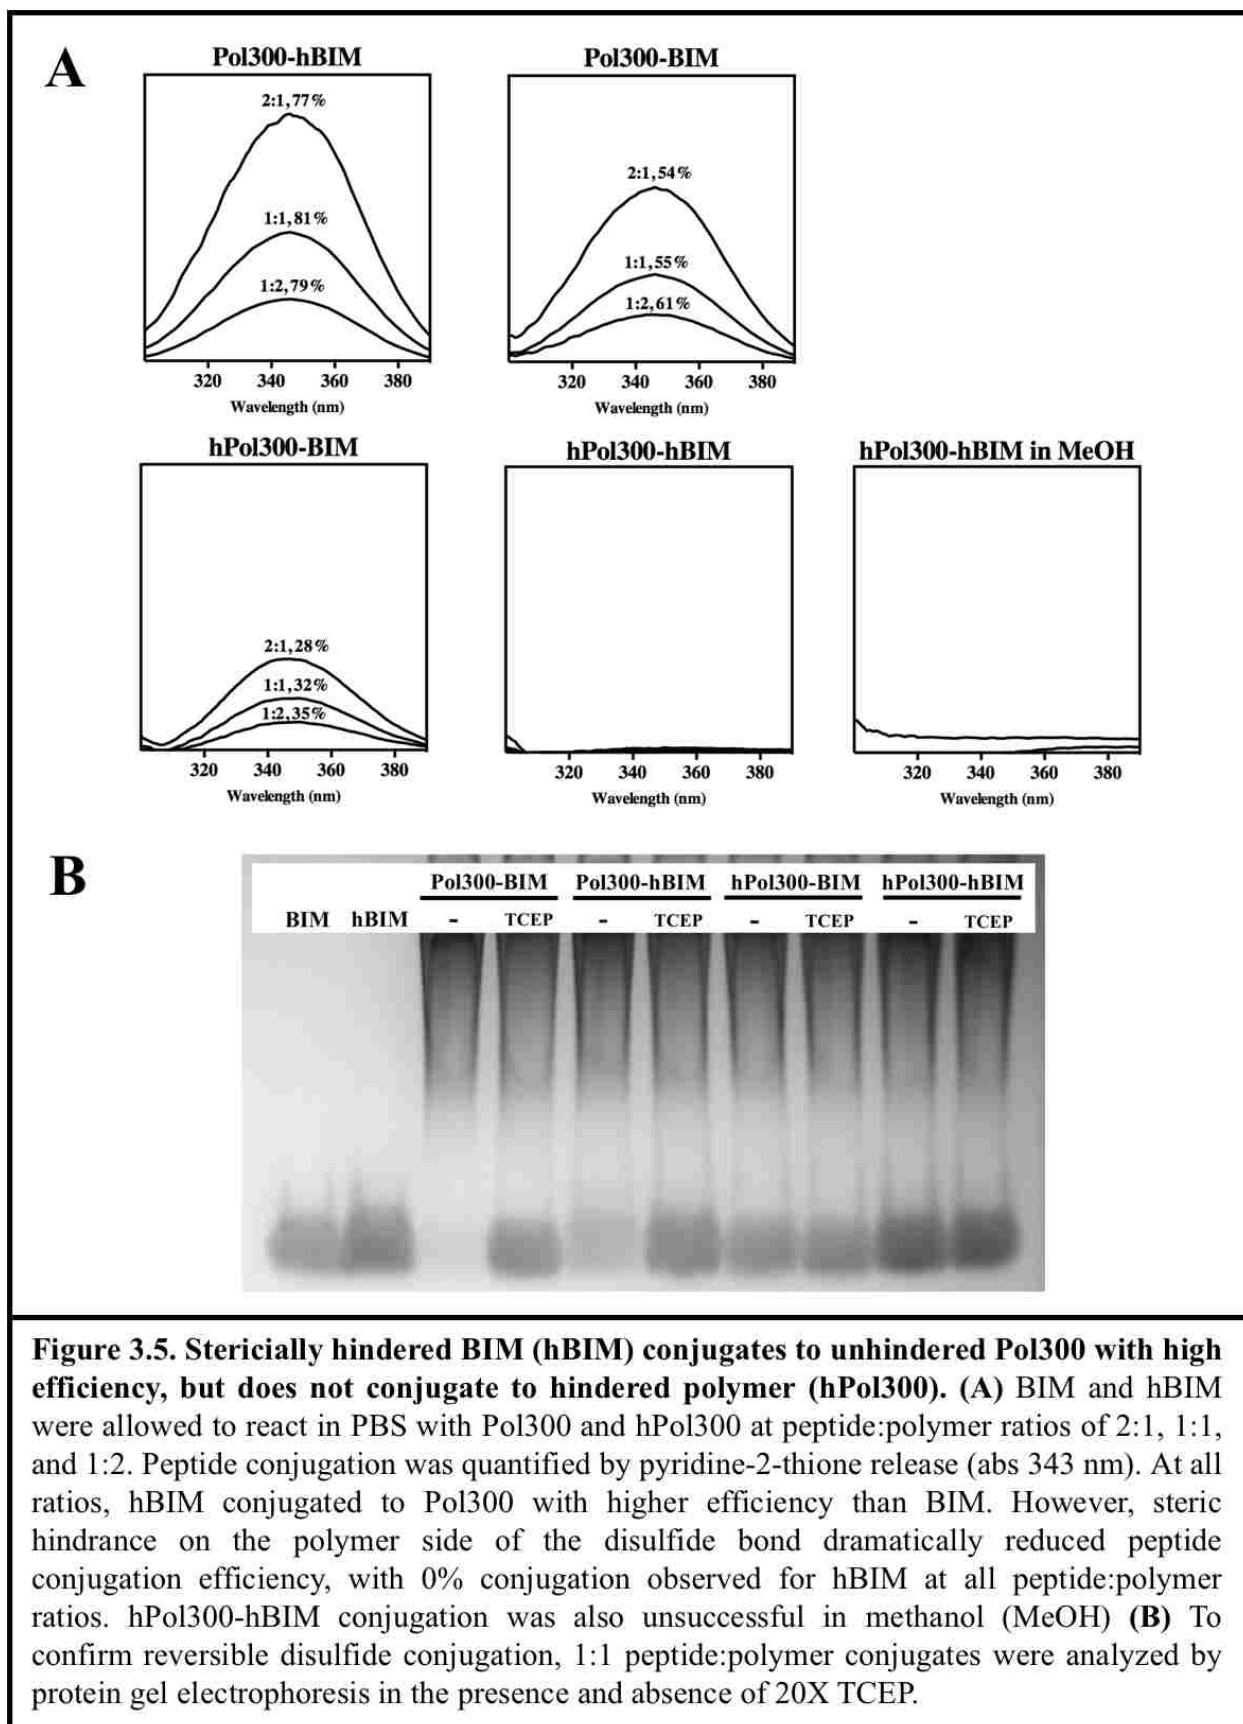 A
Pol300-hBIM
2:1,77%
1:1,81%
1:2,79%
320 340 360 380
Wavelength (nm)
Pol300-BIM
2:1,54%
1:1,55%
1:2,61%
320 340 360 380
Wavelength (nm)
hPol300-BIM
2:1,28%
1:1,32%
1:2,35%
320 340 360 380
Wavelength (nm)
hPol300-hBIM
320 340 360 380
Wavelength (nm)
hPol300-hBIM in MeOH
320 340 360 380
Wavelength (nm)
B
Pol300-BIM Pol300-hBIM hPol300-BIM hPol300-hBIM
BIM hBIM - TCEP - TCEP - TCEP - TCEP
Figure 3.5. Stericially hindered BIM (hBIM) conjugates to unhindered Pol300 with high
efficiency, but does not conjugate to hindered polymer (hPol300). (A) BIM and hBIM
were allowed to react in PBS with Pol300 and hPol300 at peptide:polymer ratios of 2:1, 1:1,
and 1:2. Peptide conjugation was quantified by pyridine-2-thione release (abs 343 nm). At all
ratios, hBIM conjugated to Pol300 with higher efficiency than BIM. However, steric
hindrance on the polymer side of the disulfide bond dramatically reduced peptide
conjugation efficiency, with 0% conjugation observed for hBIM at all peptide:polymer
ratios. hPol300-hBIM conjugation was also unsuccessful in methanol (MeOH) (B) To
confirm reversible disulfide conjugation, 1:1 peptide:polymer conjugates were analyzed by
protein gel electrophoresis in the presence and absence of 20X TCEP.